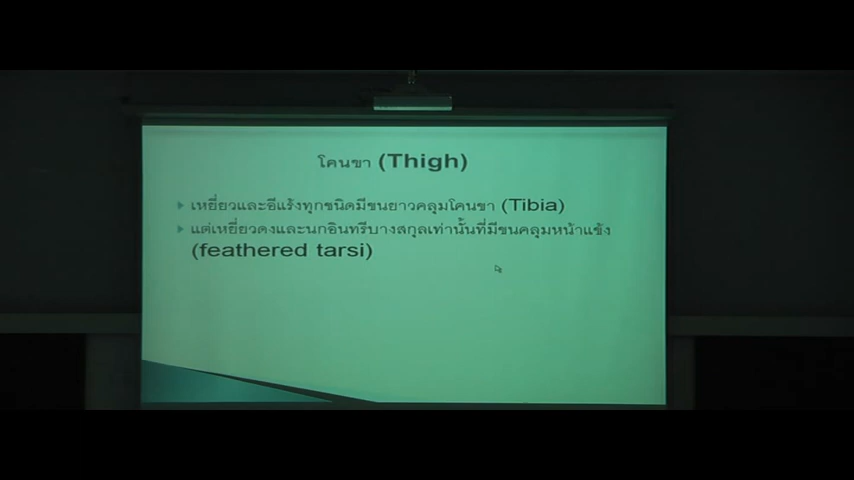 โคนขา (Thigh)
เหยี่ยวและอีแร้งทุกชนิดมีขนยาวคลุมโคนขา (Tibia)
แต่เหยี่ยวดงและนกอินทรีบางสกุลเท่านั้นที่มีขนคลุมหน้าแข้ง
(feathered tarsi)